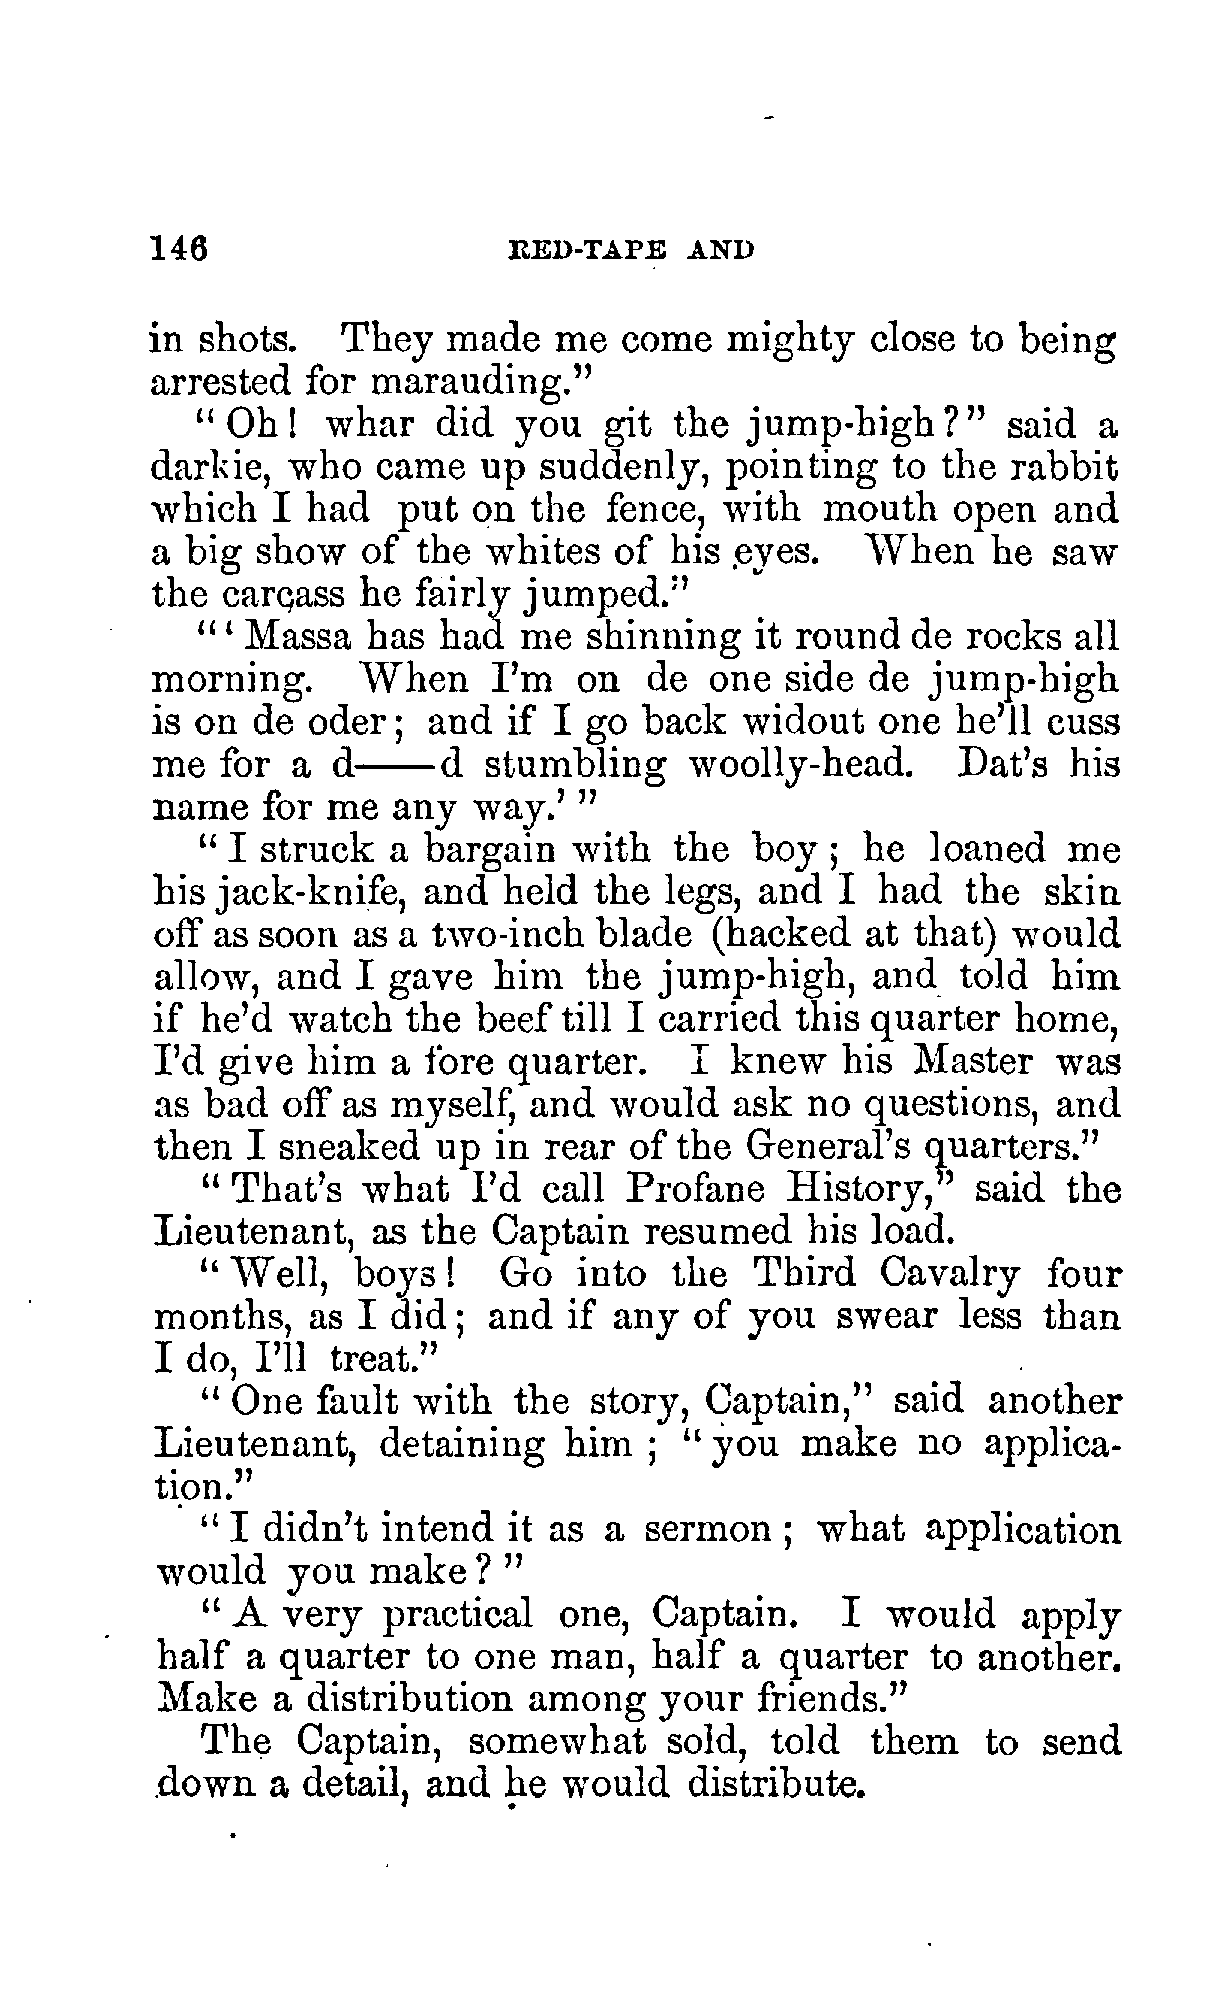 146 RED-TAPE AND
in shots. They made me come mighty close to being
arrested for marauding."
"Oh! whar did you git the jump-high?" said a
darkie, who came up suddenly, pointing to the rabbit
which I had put on the fence, with mouth open and
a big show of the whites of his eyes. When he saw
the carcass he fairly jumped."
"'Massa has had me shinning it round de rocks all
morning. When I'm on de one side de jump-high
is on de oder; and if I go back widout one he'll cuss
me for a d——d stumbling woolly-head. Dat's his
name for me any way.'"
"I struck a bargain with the boy; he loaned me
his jack-knife, and held the legs, and I had the skin
off as soon as a two-inch blade (hacked at that) would
allow, and I gave him the jump-high, and told him
if he'd watch the beef till I carried this quarter home,
I'd give him a fore quarter. I knew his Master was
as bad off as myself, and would ask no questions, and
then I sneaked up in rear of the General's quarters."
"That's what I'd call Profane History," said the
Lieutenant, as the Captain resumed his load.
"Well, boys! Go into the Third Cavalry four
months, as I did; and if any of you swear less than
I do, I'll treat."
"One fault with the story, Captain," said another
Lieutenant, detaining him; "you make no applica-
tion."
"I didn't intend it as a sermon; what application
would you make?"
"A very practical one, Captain. I would apply
half a quarter to one man, half a quarter to another.
Make a distribution among your friends."
The Captain, somewhat sold, told them to send
down a detail, and he would distribute.